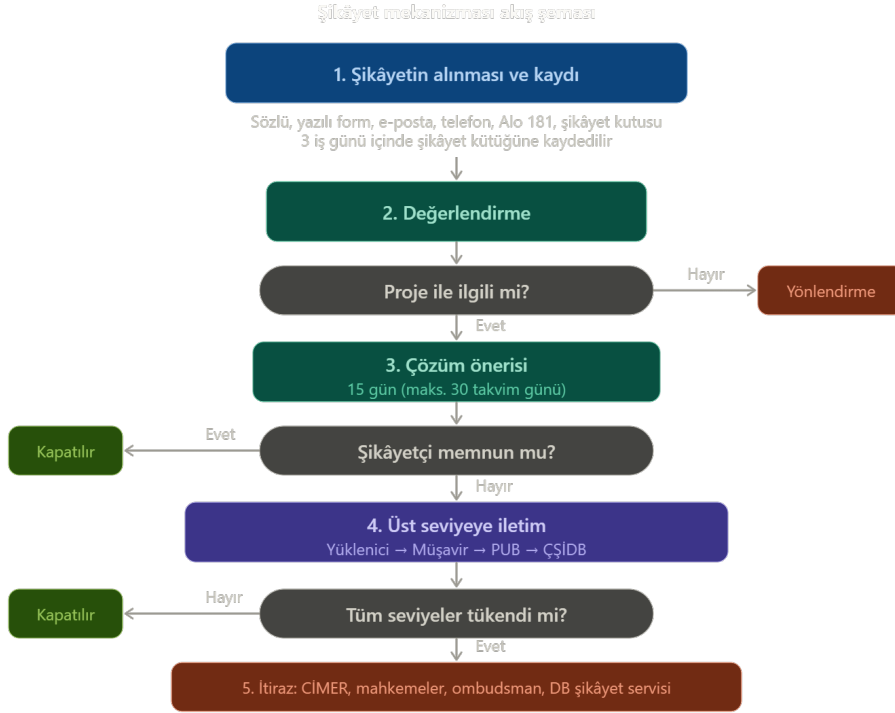 Şikâyet mekanizması akış şeması
1. Şikâyetin alınması ve kaydı
Sözlü, yazılı form, e-posta, telefon, Alo 181, şikâyet kutusu
3 iş günü içinde şikâyet kütüğüne kaydedilir
2. Değerlendirme
Proje ile ilgili mi?
Hayır
Yönlendirme
Evet
3. Çözüm önerisi
15 gün (maks. 30 takvim günü)
Kapatılır
Evet
Şikâyetçi memnun mu?
Hayır
4. Üst seviyeye iletim
Yüklenici → Müşavir → PUB → ÇŞİDB
Kapatılır
Hayır
Tüm seviyeler tükendi mi?
Evet
5. İtiraz: CİMER, mahkemeler, ombudsman, DB şikâyet servisi